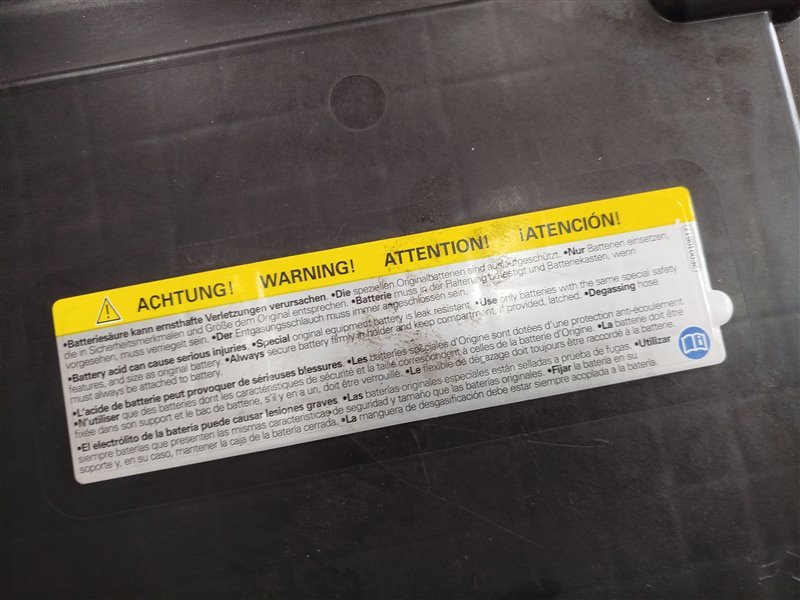 ACHTUNG! WARNING! ATTENTION! ¡ATENCIÓN!
•Batteriesäure kann ernsthafte Verletzungen verursachen. •Die speziellen Originalbatterien sind auslaufgeschützt. •Nur Batterien einsetzen,
die in Sicherheitsmerkmalen und Größe dem Original entsprechen. •Batterie muss in der Halterung befestigt und Batteriekasten, wenn
vorgesehen, muss verriegelt sein. •Der Entgasungsschlauch muss immer angeschlossen sein.
•Battery acid can cause serious injuries. •Special original equipment battery is leak resistant. •Use only batteries with the same special safety
features, and size as original battery. •Always secure battery firmly in holder and keep compartment, if provided, latched. •Degassing hose
must always be attached to battery.
•L'acide de batterie peut provoquer de sérieuses blessures. •Les batteries spéciales d'Origine sont dotées d'une protection anti-écoulement.
•N'utiliser que des batteries dont les caractéristiques de sécurité et la taille correspondent à celles de la batterie d'Origine. •La batterie doit être
fixée dans son support et le bac de batterie, s'il y en a un, doit être verrouillé. •Le flexible de dégazage doit toujours être raccordé à la batterie.
•El electrólito de la batería puede causar lesiones graves. •Las baterías originales especiales están selladas a prueba de fugas. •Utilizar
siempre baterías que presenten las mismas características de seguridad y tamaño que las baterías originales. •Fijar la batería en su
soporte y, en su caso, mantener la caja de la batería cerrada. •La manguera de desgasificación debe estar siempre acoplada a la batería.